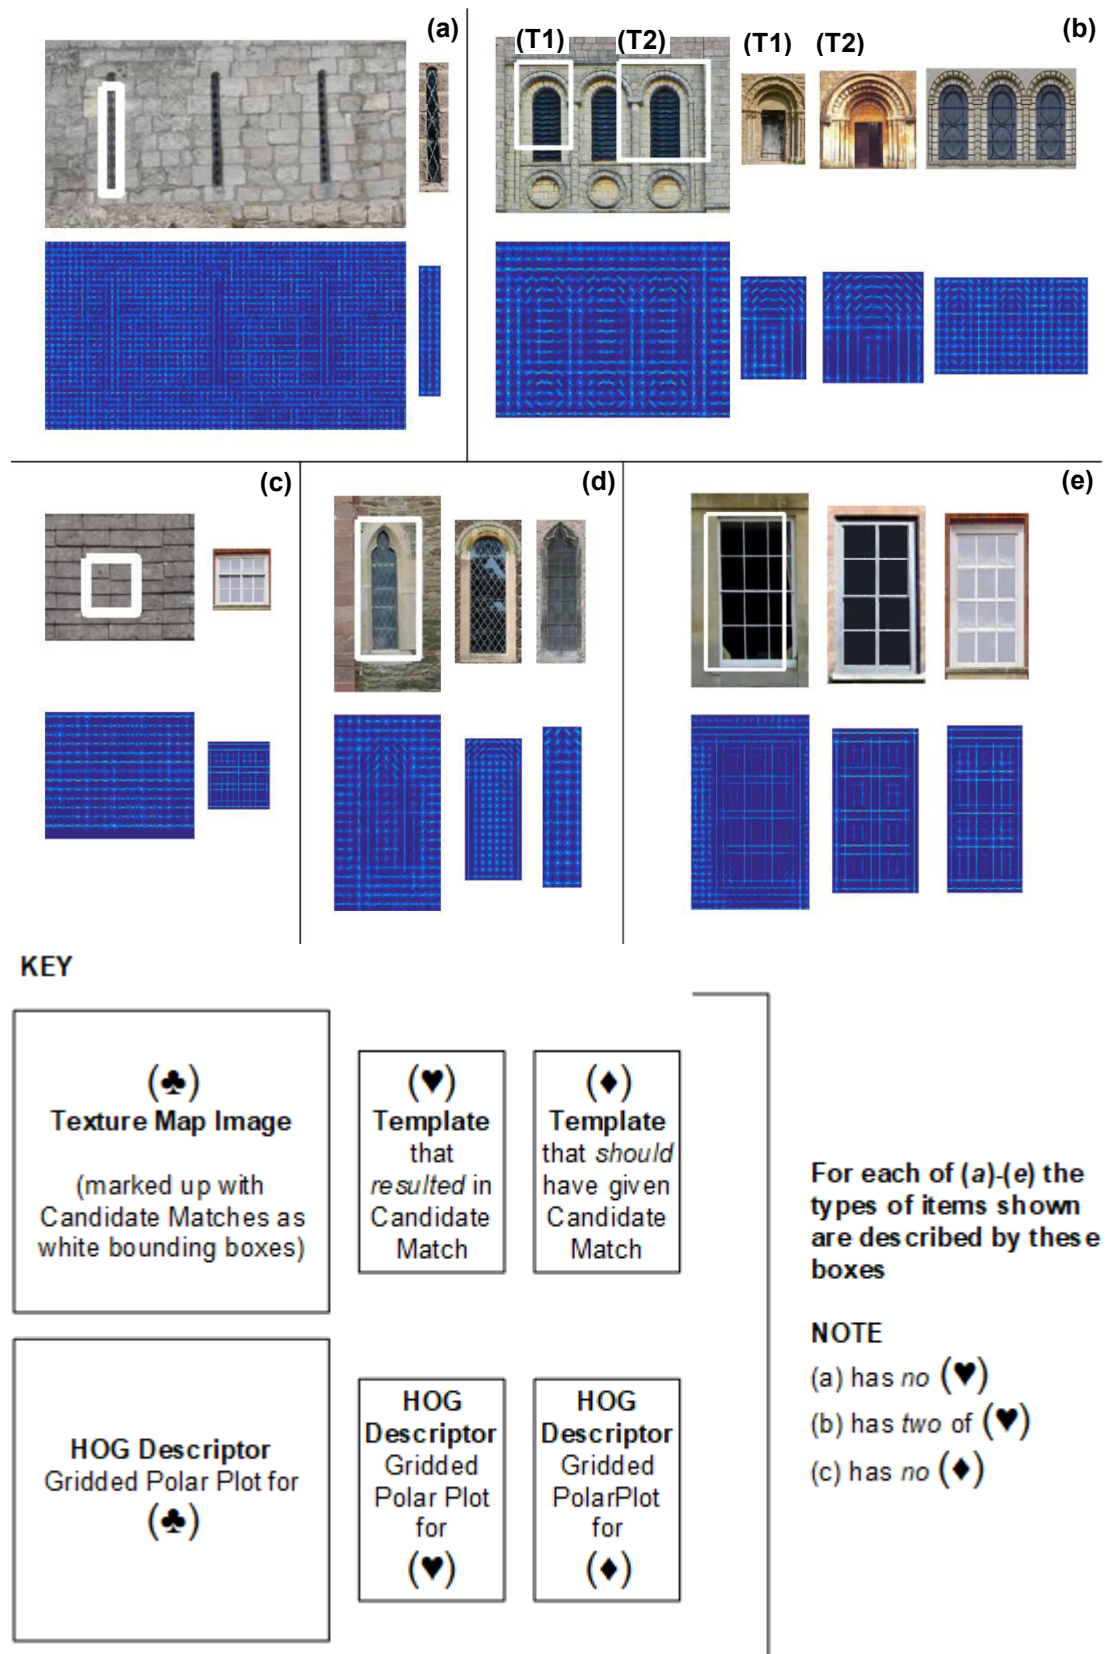 (a)
(T1) (T2) (T1) (T2) (b)
(c)
(d)
(e)
KEY
(♣)
Texture Map Image
(marked up with
Candidate Matches as
white bounding boxes)
(♥)
Template
that
resulted in
Candidate
Match
(♦)
Template
that should
have given
Candidate
Match
HOG Descriptor
Gridded Polar Plot for
(♣)
HOG
Descriptor
Gridded
Polar Plot
for
(♥)
HOG
Descriptor
Gridded
PolarPlot
for
(♦)
For each of (a)-(e) the
types of items shown
are described by these
boxes
NOTE
(a) has no (♥)
(b) has two of (♥)
(c) has no (♦)